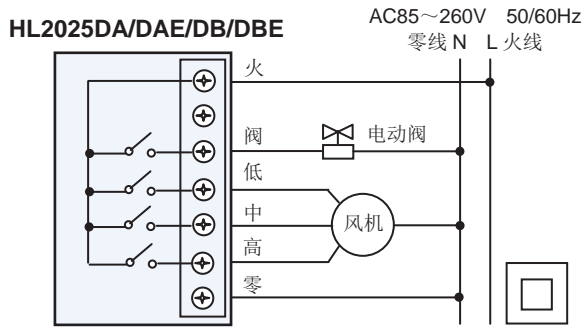 HL2025DA/DAE/DB/DBE
AC85～260V 50/60Hz
零线 N L 火线
火
阀
电动阀
低
中
风机
高
零